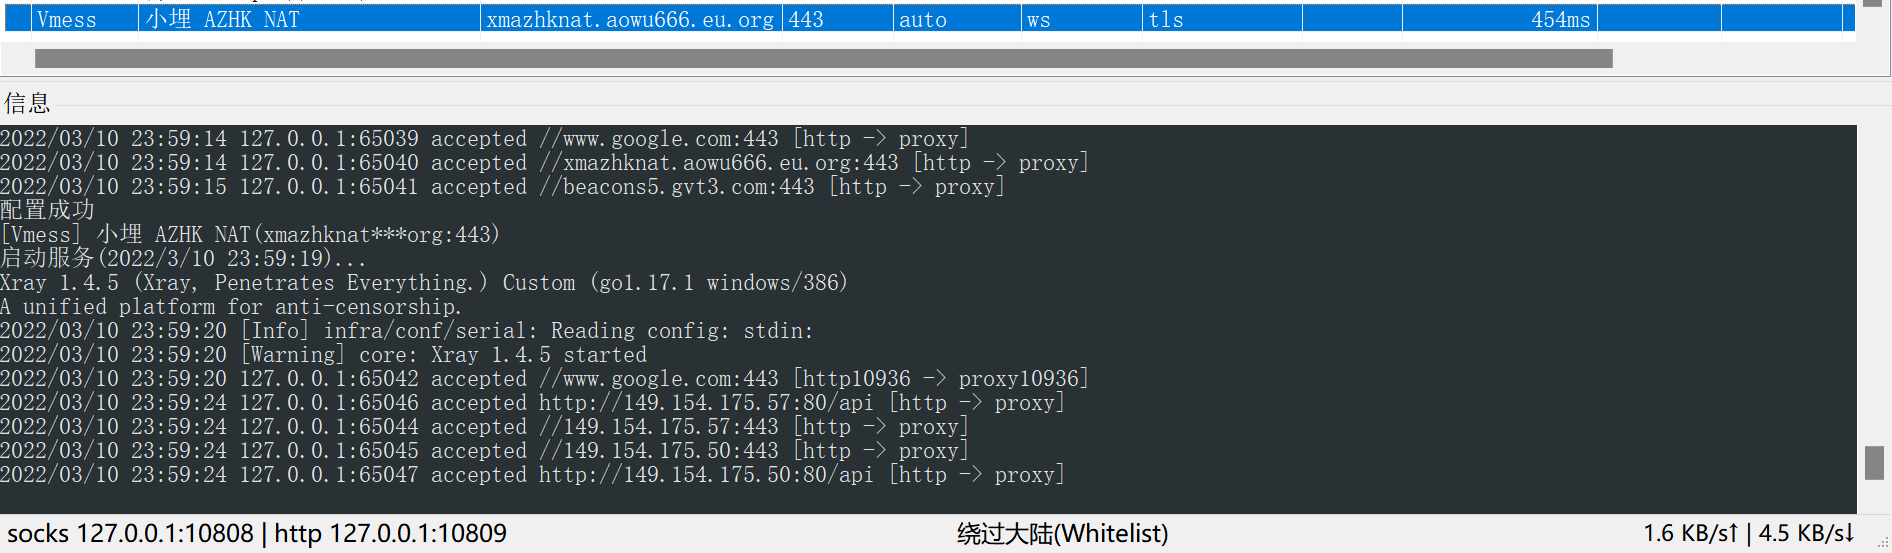 Vmess 小埋 AZHK NAT xmazhknat.aowu666.eu.org 443 auto ws tls 454ms
信息
2022/03/10 23:59:14 127.0.0.1:65039 accepted //www.google.com:443 [http -> proxy]
2022/03/10 23:59:14 127.0.0.1:65040 accepted //xmazhknat.aowu666.eu.org:443 [http -> proxy]
2022/03/10 23:59:15 127.0.0.1:65041 accepted //beacons5.gvt3.com:443 [http -> proxy]
配置成功
[Vmess] 小埋 AZHK NAT(xmazhknat***org:443)
启动服务(2022/3/10 23:59:19)...
Xray 1.4.5 (Xray, Penetrates Everything.) Custom (go1.17.1 windows/386)
A unified platform for anti-censorship.
2022/03/10 23:59:20 [Info] infra/conf/serial: Reading config: stdin:
2022/03/10 23:59:20 [Warning] core: Xray 1.4.5 started
2022/03/10 23:59:20 127.0.0.1:65042 accepted //www.google.com:443 [http10936 -> proxy10936]
2022/03/10 23:59:24 127.0.0.1:65046 accepted http://149.154.175.57:80/api [http -> proxy]
2022/03/10 23:59:24 127.0.0.1:65044 accepted //149.154.175.57:443 [http -> proxy]
2022/03/10 23:59:24 127.0.0.1:65045 accepted //149.154.175.50:443 [http -> proxy]
2022/03/10 23:59:24 127.0.0.1:65047 accepted http://149.154.175.50:80/api [http -> proxy]
socks 127.0.0.1:10808 | http 127.0.0.1:10809 绕过大陆(Whitelist) 1.6 KB/s↑ | 4.5 KB/s↓